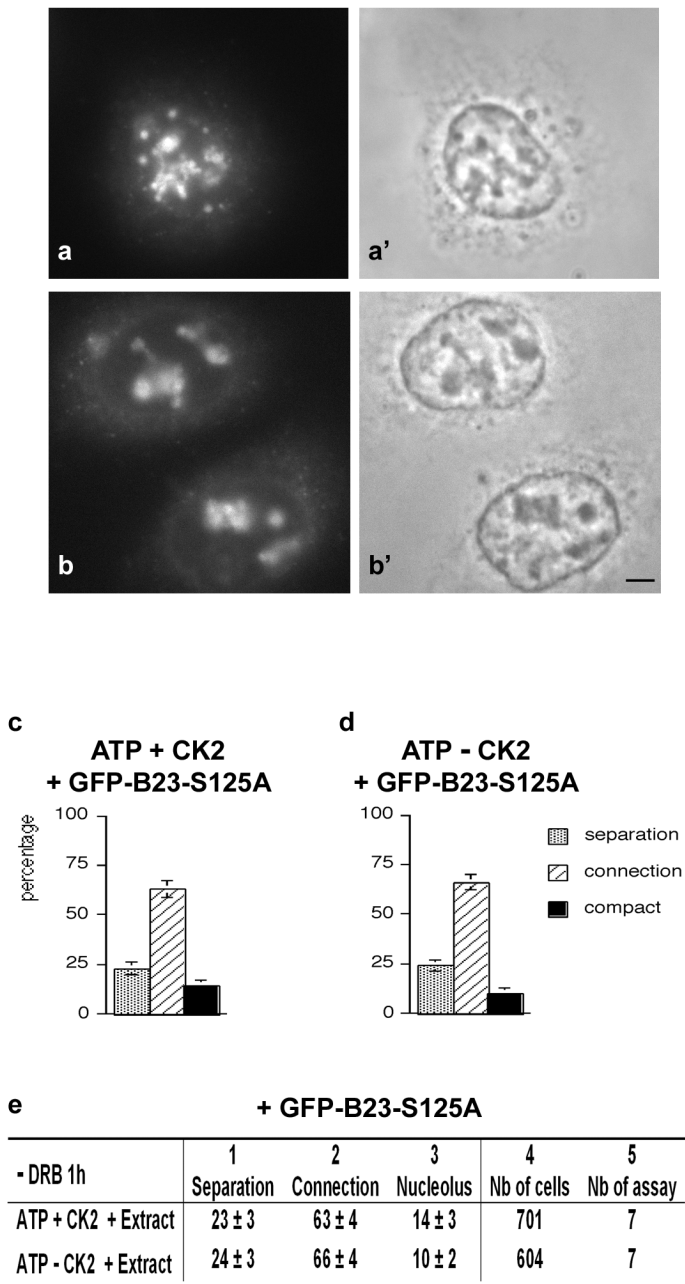 a
a’
b
b’
c
d
ATP + CK2
+ GFP-B23-S125A
ATP - CK2
+ GFP-B23-S125A
percentage
100
75
50
25
0
100
75
50
25
0
separation
connection
compact
e
+ GFP-B23-S125A
- DRB 1h
1
2
3
4
5
Separation
Connection
Nucleolus
Nb of cells
Nb of assay
ATP + CK2 + Extract 23 ± 3 63 ± 4 14 ± 3 701 7
ATP - CK2 + Extract 24 ± 3 66 ± 4 10 ± 2 604 7